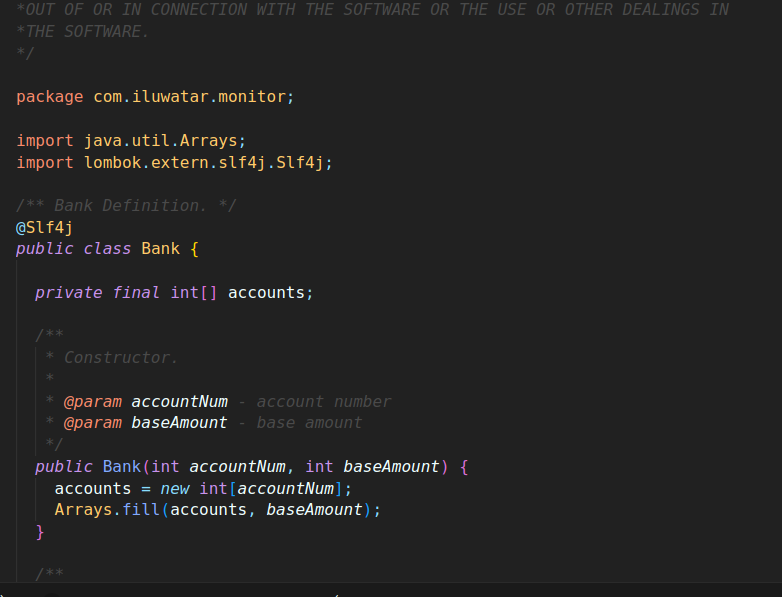 *OUT OF OR IN CONNECTION WITH THE SOFTWARE OR THE USE OR OTHER DEALINGS IN
*THE SOFTWARE.
*/
package com.iluwatar.monitor;
import java.util.Arrays;
import lombok.extern.slf4j.Slf4j;
/** Bank Definition. */
@Slf4j
public class Bank {
private final int[] accounts;
/**
* Constructor.
*
* @param accountNum - account number
* @param baseAmount - base amount
*/
public Bank(int accountNum, int baseAmount) {
accounts = new int[accountNum];
Arrays.fill(accounts, baseAmount);
}
/**